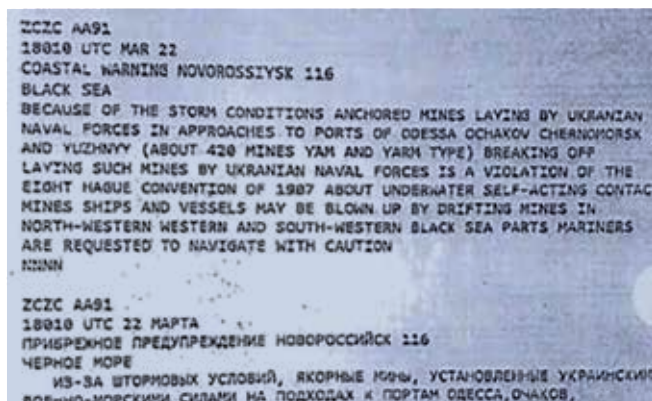 ZCZC AA91
18010 UTC MAR 22
COASTAL WARNING NOVOROSSIYSK 116
BLACK SEA
BECAUSE OF THE STORM CONDITIONS ANCHORED MINES LAYING BY UKRANIAN
NAVAL FORCES IN APPROACHES TO PORTS OF ODESSA OCHAKOV CHERNOMORSK
AND YUZHNYY (ABOUT 420 MINES YAM AND YARM TYPE) BREAKING OFF
LAYING SUCH MINES BY UKRANIAN NAVAL FORCES IS A VIOLATION OF THE
EIGHT HAGUE CONVENTION OF 1907 ABOUT UNDERWATER SELF-ACTING CONTAC
MINES SHIPS AND VESSELS MAY BE BLOWN UP BY DRIFTING MINES IN
NORTH-WESTERN WESTERN AND SOUTH-WESTERN BLACK SEA PARTS MARINERS
ARE REQUESTED TO NAVIGATE WITH CAUTION
NNNN
ZCZC AA91
18010 UTC 22 МАРТА
ПРИБРЕЖНОЕ ПРЕДУПРЕЖДЕНИЕ НОВОРОССИЙСК 116
ЧЕРНОЕ МОРЕ
ИЗ-ЗА ШТОРМОВЫХ УСЛОВИЙ, ЯКОРНЫЕ МИНЫ, УСТАНОВЛЕННЫЕ УКРАИНСКИМИ
ВОЕННО-МОРСКИМИ СИЛАМИ НА ПОДХОДАХ К ПОРТАМ ОДЕССА, ОЧАКОВ,